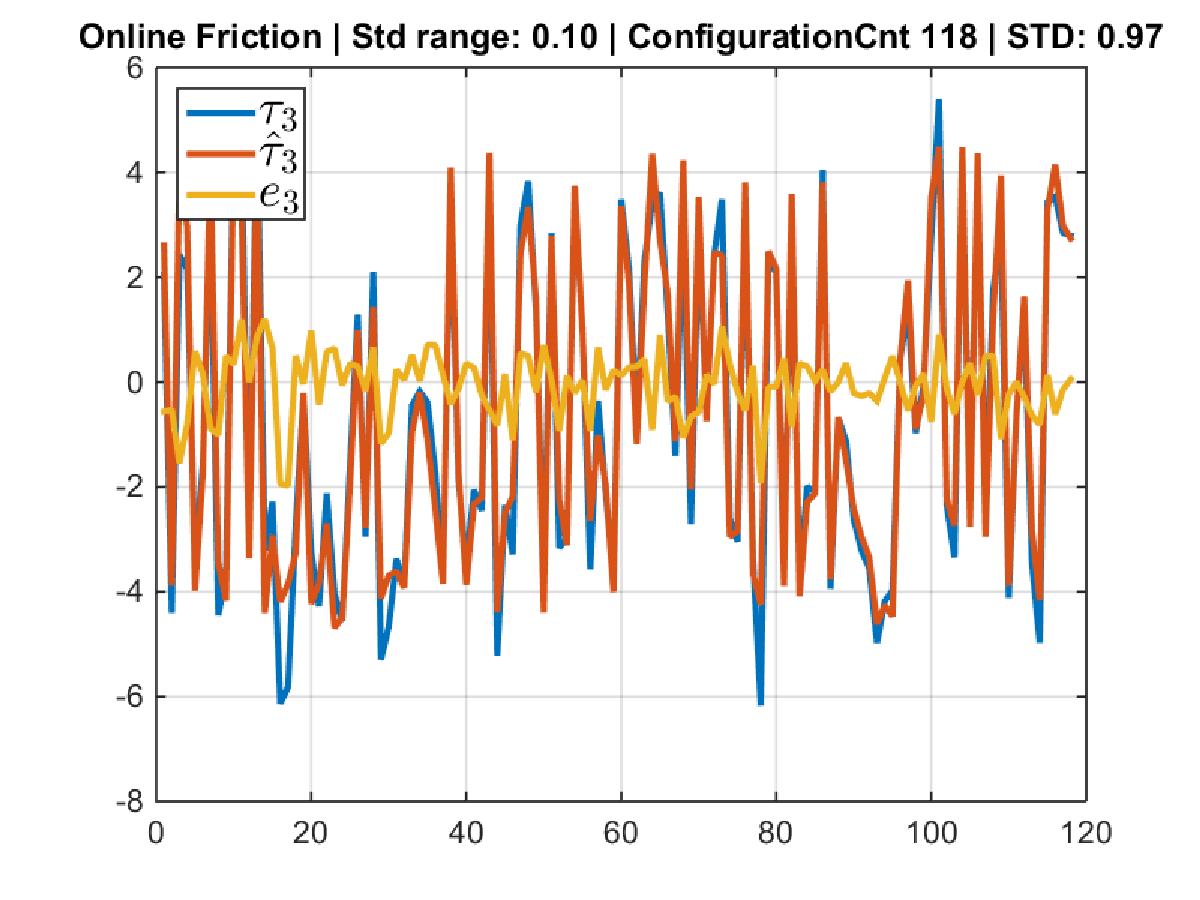 Online Friction | Std range: 0.10 | ConfigurationCnt 118 | STD: 0.97
6
4
2
0
-2
-4
-6
-8
τ₃
τ̂₃
e₃
0 20 40 60 80 100 120